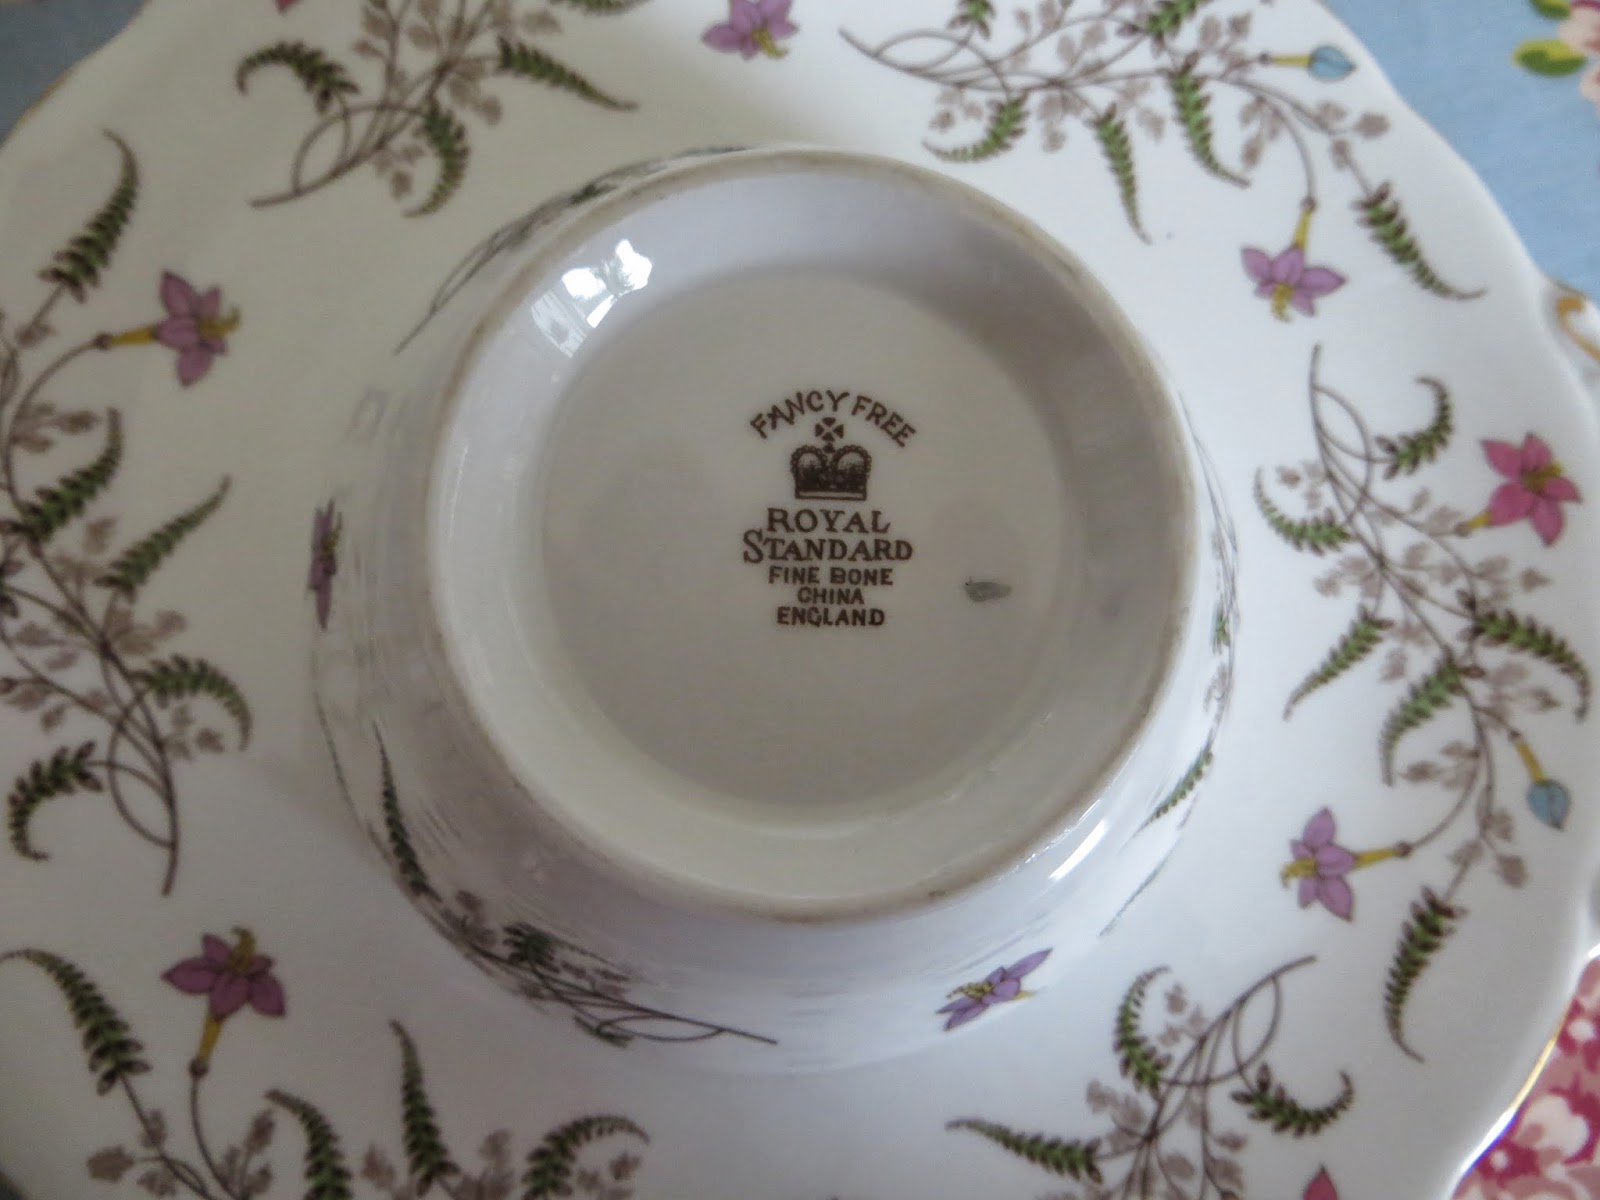 FANCY FREE
ROYAL
STANDARD
FINE BONE
CHINA
ENGLAND